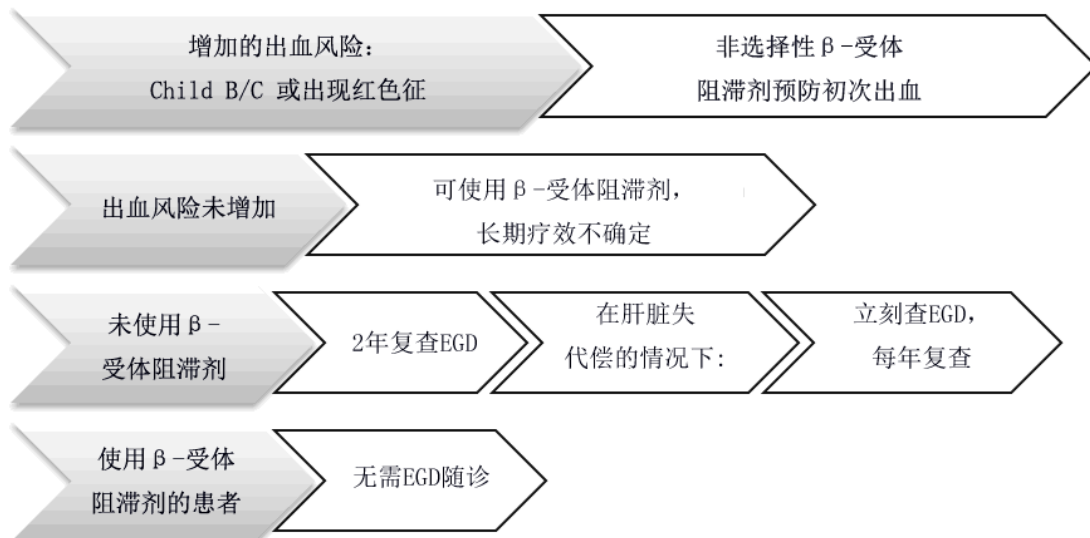 增加的出血风险：
Child B/C 或出现红色征
非选择性β-受体
阻滞剂预防初次出血
出血风险未增加
可使用β-受体阻滞剂，
长期疗效不确定
未使用β-
受体阻滞剂
2年复查EGD
在肝脏失
代偿的情况下：
立刻查EGD，
每年复查
使用β-受体
阻滞剂的患者
无需EGD随诊